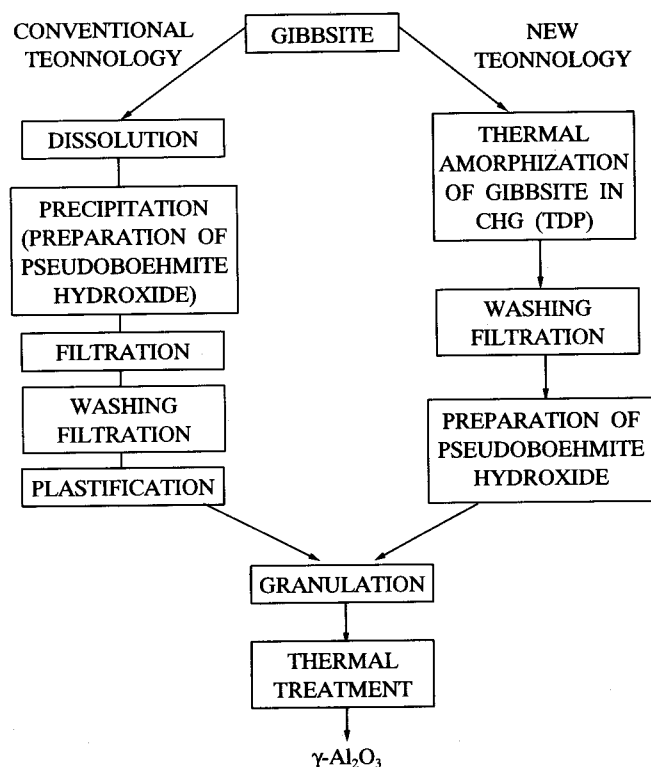 CONVENTIONAL
TEONNOLOGY
GIBBSITE
NEW
TEONNOLOGY
DISSOLUTION
PRECIPITATION
(PREPARATION OF
PSEUDOBOEHMITE
HYDROXIDE)
FILTRATION
WASHING
FILTRATION
PLASTIFICATION
THERMAL
AMORPHIZATION
OF GIBBSITE IN
CHG (TDP)
WASHING
FILTRATION
PREPARATION OF
PSEUDOBOEHMITE
HYDROXIDE
GRANULATION
THERMAL
TREATMENT
γ-Al₂O₃